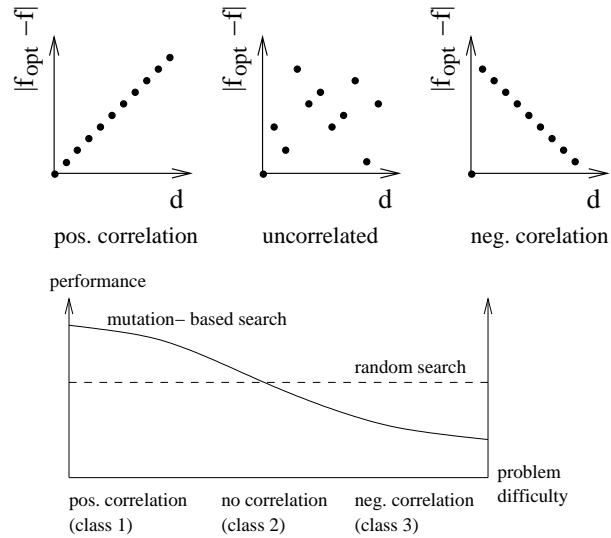 |f_opt −f|
d
pos. correlation
|f_opt −f|
d
uncorrelated
|f_opt −f|
d
neg. corelation
performance
mutation− based search
random search
problem
difficulty
pos. correlation
(class 1)
no correlation
(class 2)
neg. correlation
(class 3)